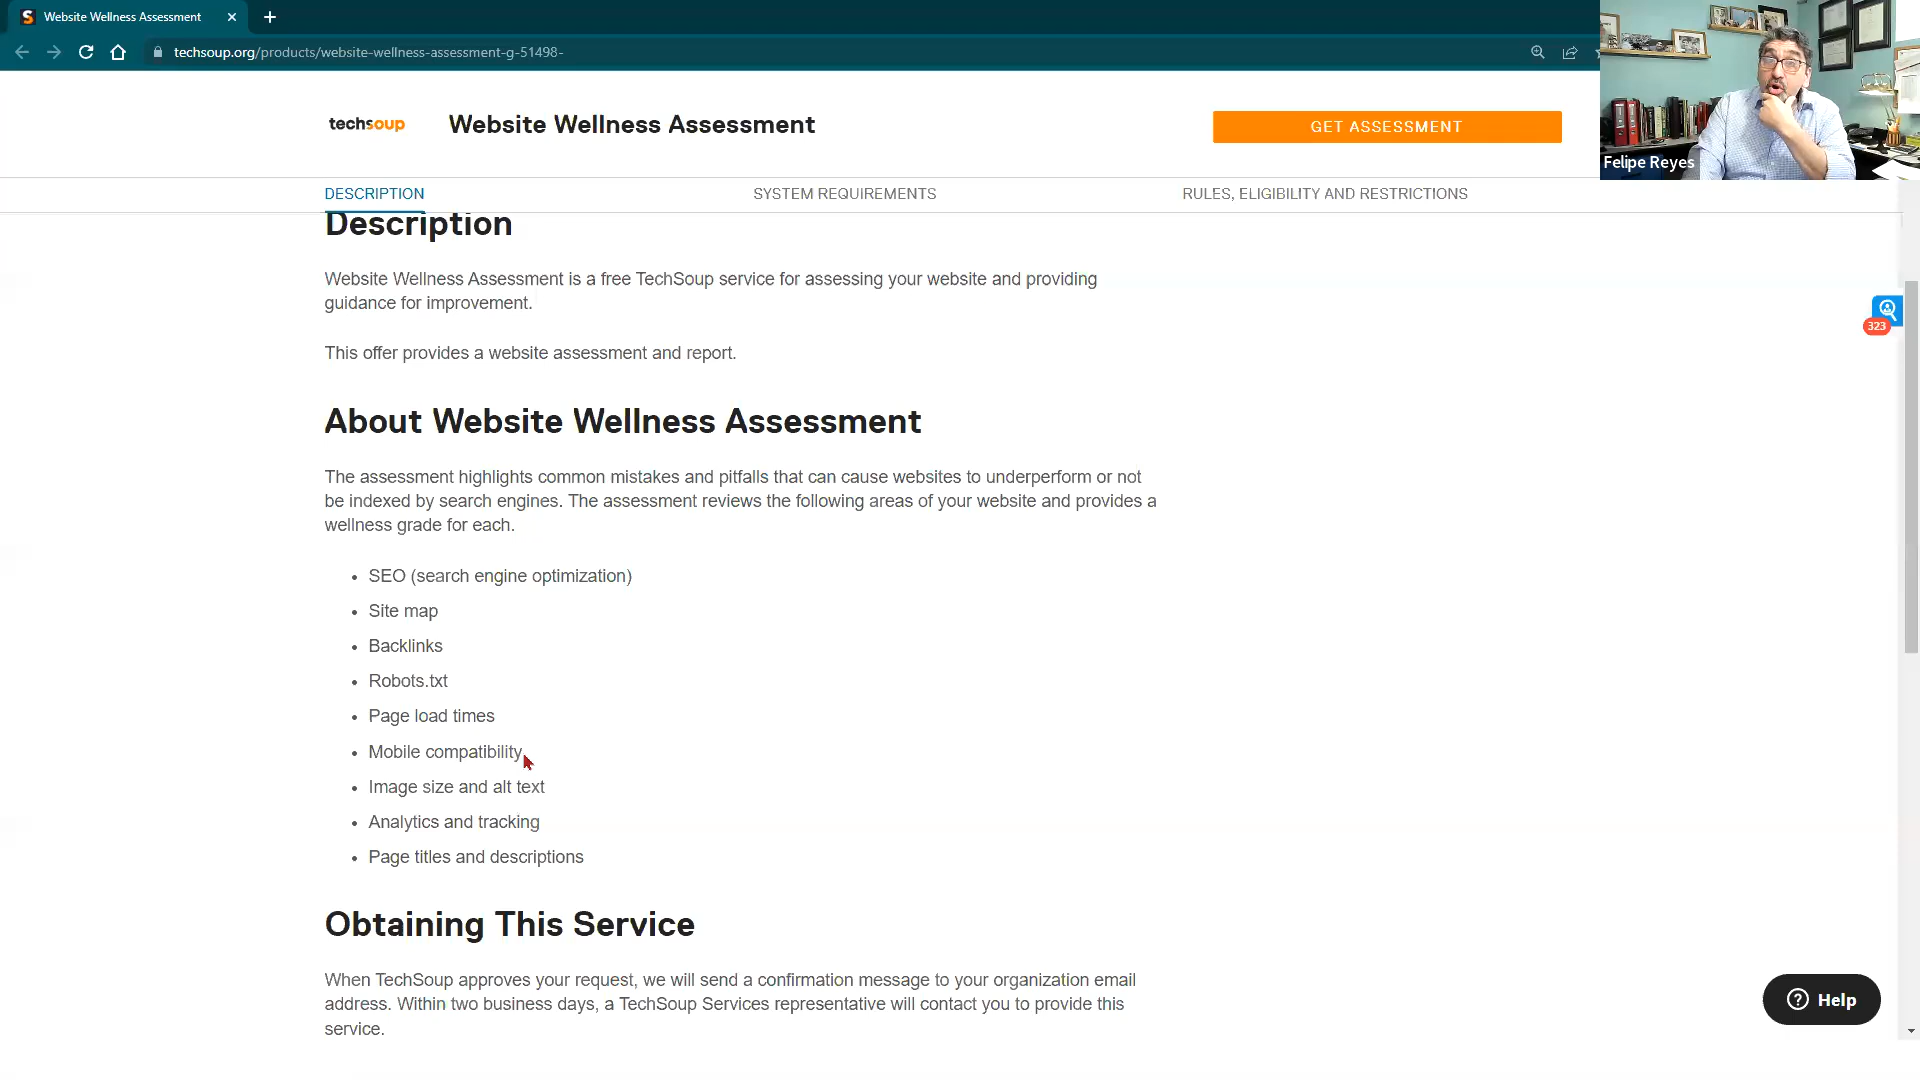 Website Wellness Assessment
techsoup.org/products/website-wellness-assessment-g-51498-
techsoup
Website Wellness Assessment
GET ASSESSMENT
Felipe Reyes
DESCRIPTION
SYSTEM REQUIREMENTS
RULES, ELIGIBILITY AND RESTRICTIONS
Description
Website Wellness Assessment is a free TechSoup service for assessing your website and providing
guidance for improvement.
323
This offer provides a website assessment and report.
About Website Wellness Assessment
The assessment highlights common mistakes and pitfalls that can cause websites to underperform or not
be indexed by search engines. The assessment reviews the following areas of your website and provides a
wellness grade for each.
• SEO (search engine optimization)
• Site map
• Backlinks
• Robots.txt
• Page load times
• Mobile compatibility
• Image size and alt text
• Analytics and tracking
• Page titles and descriptions
Obtaining This Service
When TechSoup approves your request, we will send a confirmation message to your organization email
address. Within two business days, a TechSoup Services representative will contact you to provide this
service.
Help